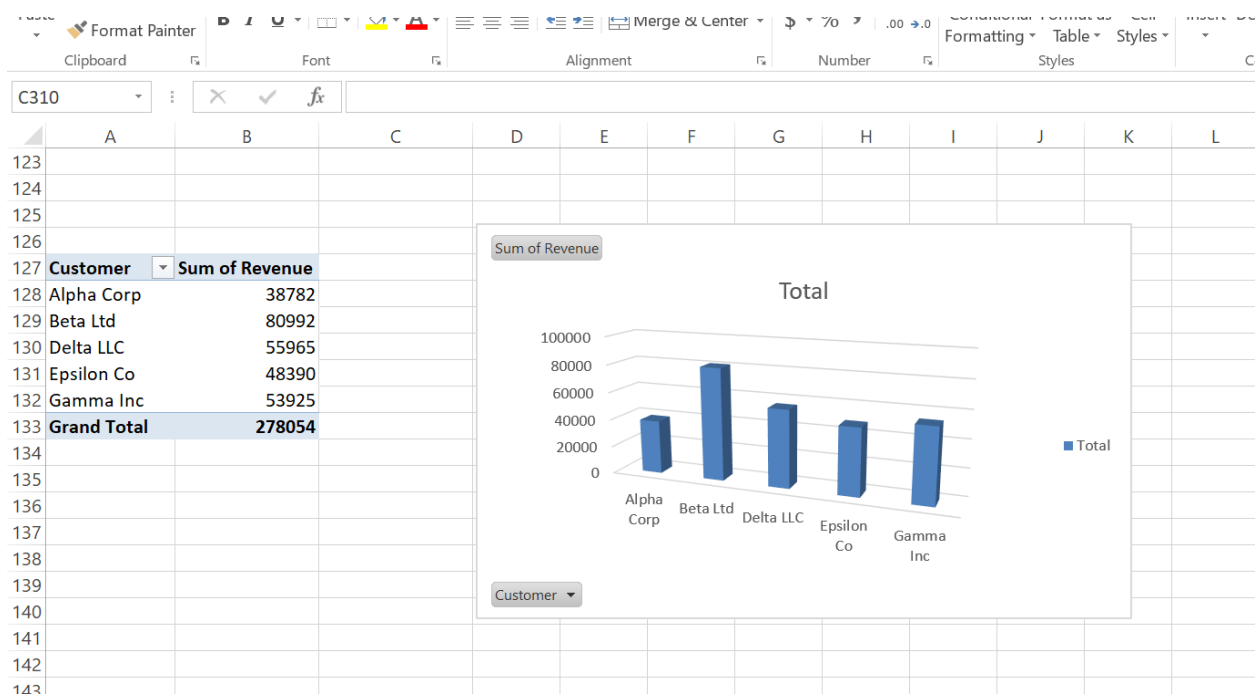 Format Painter
B I U
Merge & Center
$ % .00 .0
Formatting Table Styles
Clipboard Font Alignment Number Styles
C310 fx
A B C D E F G H I J K L
123
124
125
126
127 Customer Sum of Revenue
128 Alpha Corp 38782
129 Beta Ltd 80992
130 Delta LLC 55965
131 Epsilon Co 48390
132 Gamma Inc 53925
133 Grand Total 278054
134
135
136
137
138
139
140
141
142
143
Sum of Revenue
Total
100000
80000
60000
40000
20000
0
Alpha Corp
Beta Ltd
Delta LLC
Epsilon Co
Gamma Inc
Total
Customer